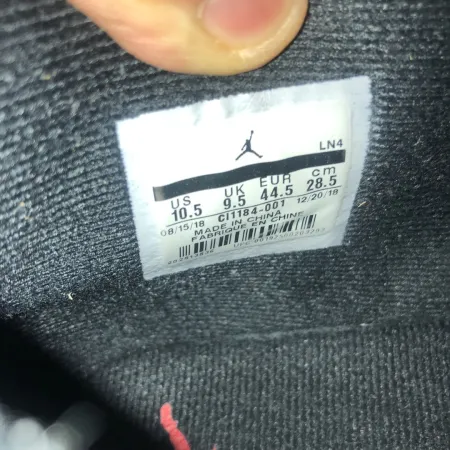 LN4
US UK EUR cm
10.5 9.5 44.5 28.5
08/15/18 CI1184-001 12/20/18
MADE IN CHINA
FABRIQUE EN CHINE